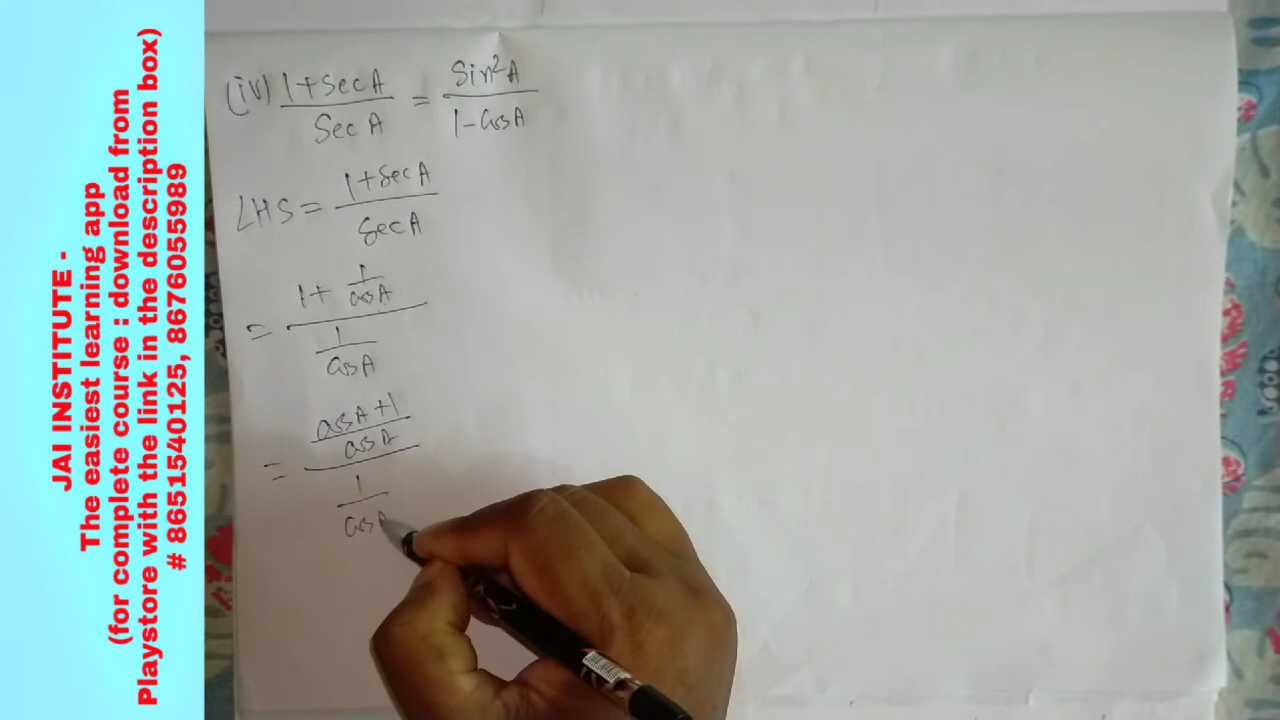 JAI INSTITUTE -
The easiest learning app
(for complete course : download from
Playstore with the link in the description box)
# 8651540125, 8676055989
(iv) 1+SecA / SecA = Sin²A / 1-CosA
LHS = 1+SecA / SecA
= 1+ 1/CosA / 1/CosA
= CosA+1/CosA / 1/CosA